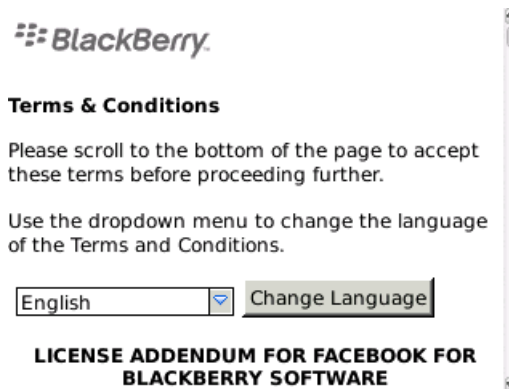 BlackBerry.
Terms & Conditions
Please scroll to the bottom of the page to accept
these terms before proceeding further.
Use the dropdown menu to change the language
of the Terms and Conditions.
English
Change Language
LICENSE ADDENDUM FOR FACEBOOK FOR
BLACKBERRY SOFTWARE